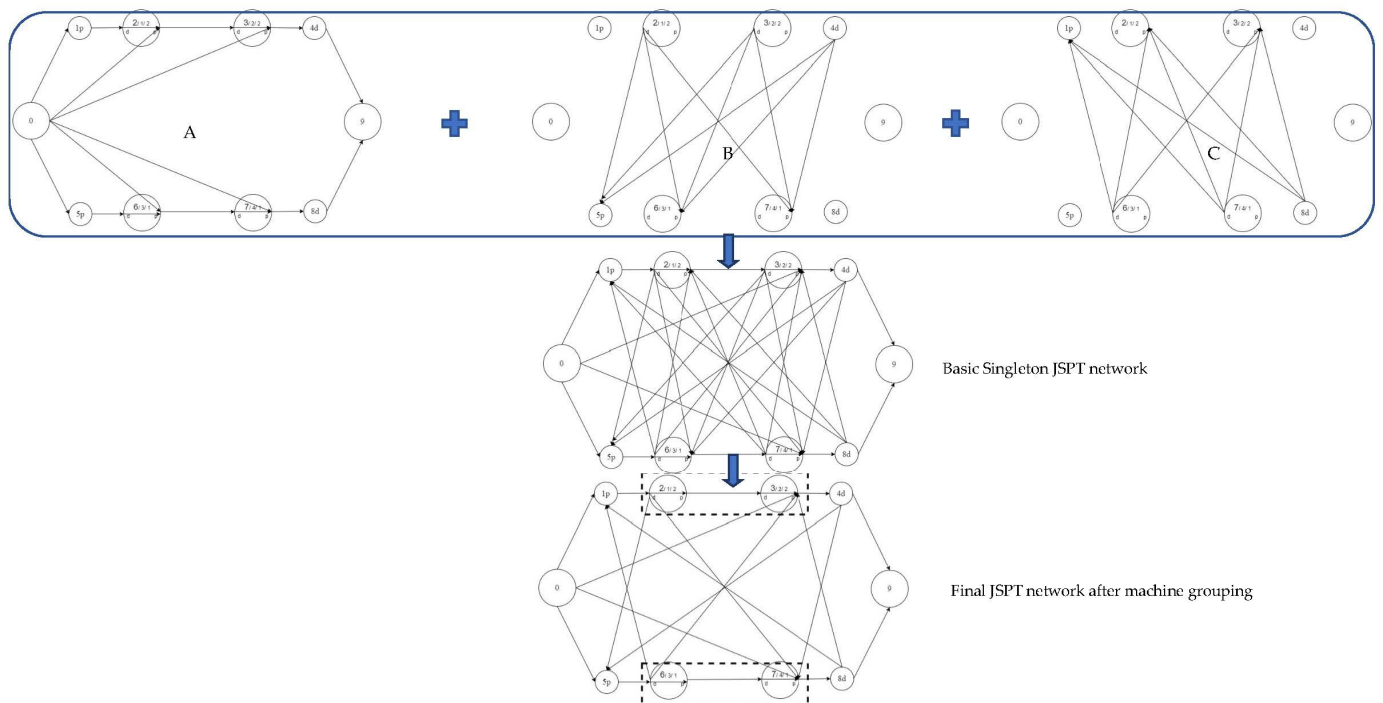 1p 2/1/2 d p 3/2/2 d p 4d
0 A 9
5p 6/3/1 d p 7/4/1 d p 8d
1p 2/1/2 d p 3/2/2 d p 4d
0 B 9
5p 6/3/1 d p 7/4/1 d p 8d
1p 2/1/2 d p 3/2/2 d p 4d
0 C 9
5p 6/3/1 d p 7/4/1 d p 8d
1p 2/1/2 d p 3/2/2 d p 4d
0 9
Basic Singleton JSPT network
5p 6/3/1 d p 7/4/1 d p 8d
1p 2/1/2 d p 3/2/2 d p 4d
0 9
Final JSPT network after machine grouping
5p 6/3/1 d p 7/4/1 d p 8d